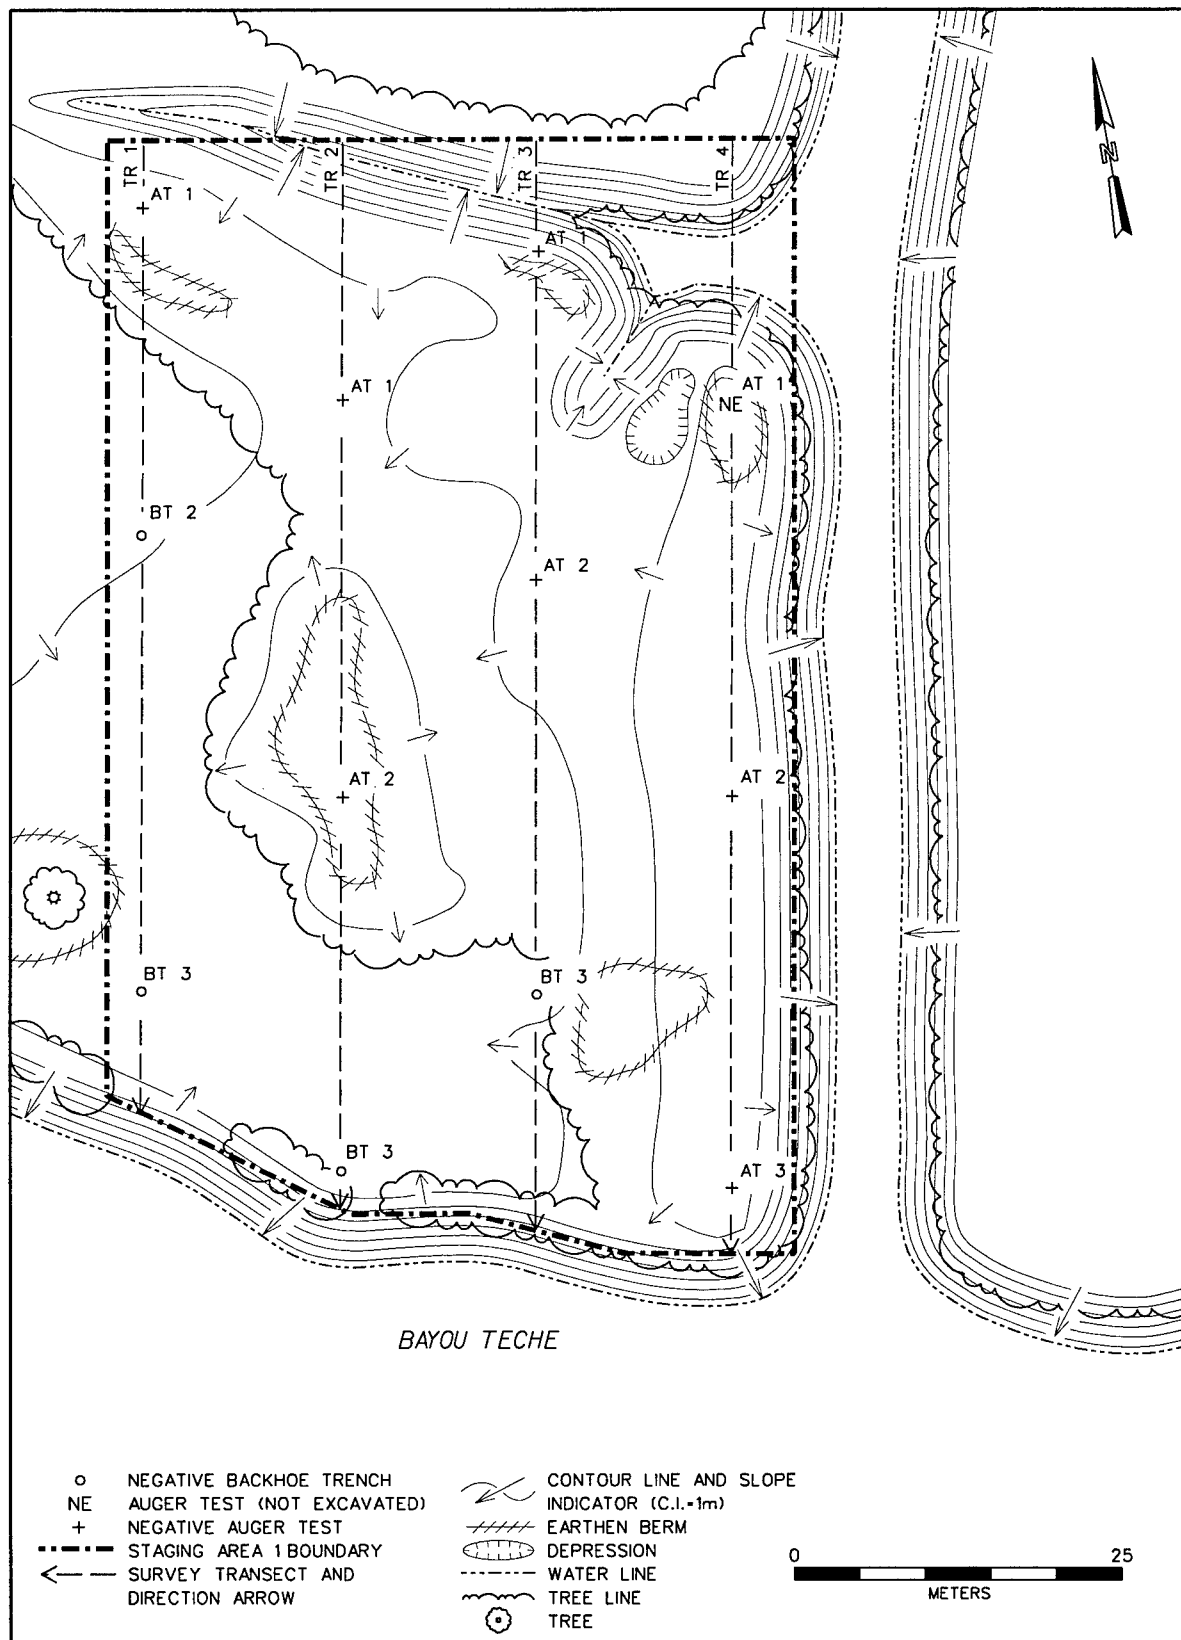 N
TR 1
TR 2
TR 3
TR 4
AT 1
AT 1
AT 1
AT 1
NE
BT 2
AT 2
AT 2
AT 2
BT 3
BT 3
BT 3
AT 3
BAYOU TECHE
NEGATIVE BACKHOE TRENCH
NE AUGER TEST (NOT EXCAVATED)
NEGATIVE AUGER TEST
STAGING AREA 1 BOUNDARY
SURVEY TRANSECT AND
DIRECTION ARROW
CONTOUR LINE AND SLOPE
INDICATOR (C.I.=1m)
EARTHEN BERM
DEPRESSION
WATER LINE
TREE LINE
TREE
0 25
METERS